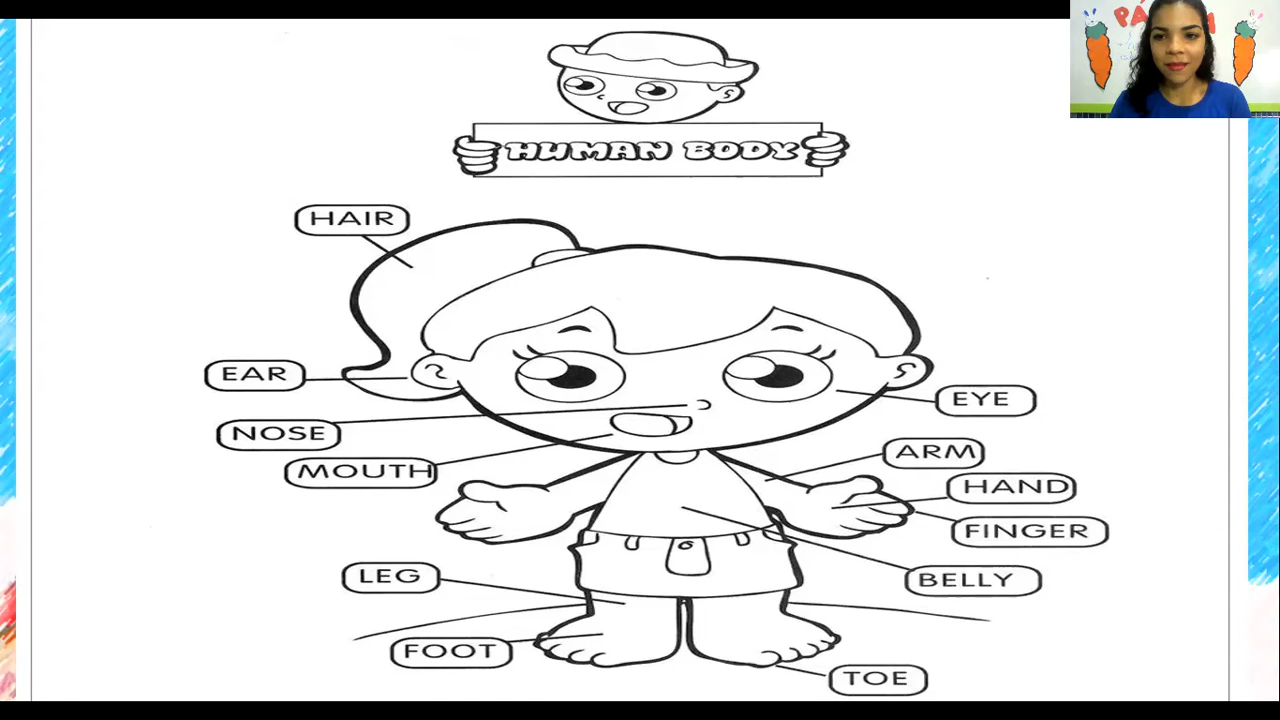 HUMAN BODY
HAIR
EAR
NOSE
MOUTH
EYE
ARM
HAND
FINGER
LEG
BELLY
FOOT
TOE